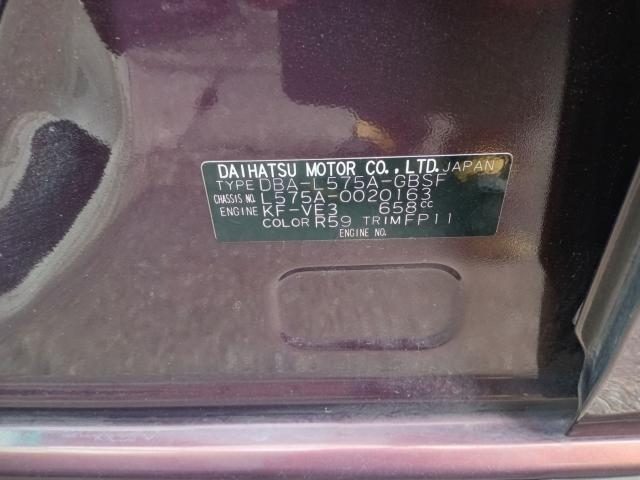 DAIHATSU MOTOR CO., LTD. JAPAN
TYPE DBA-L575A-GBSF
CHASSIS NO. L575A-0020163
ENGINE KF-VE3 658cc
COLOR R59 TRIM FP11
ENGINE NO.